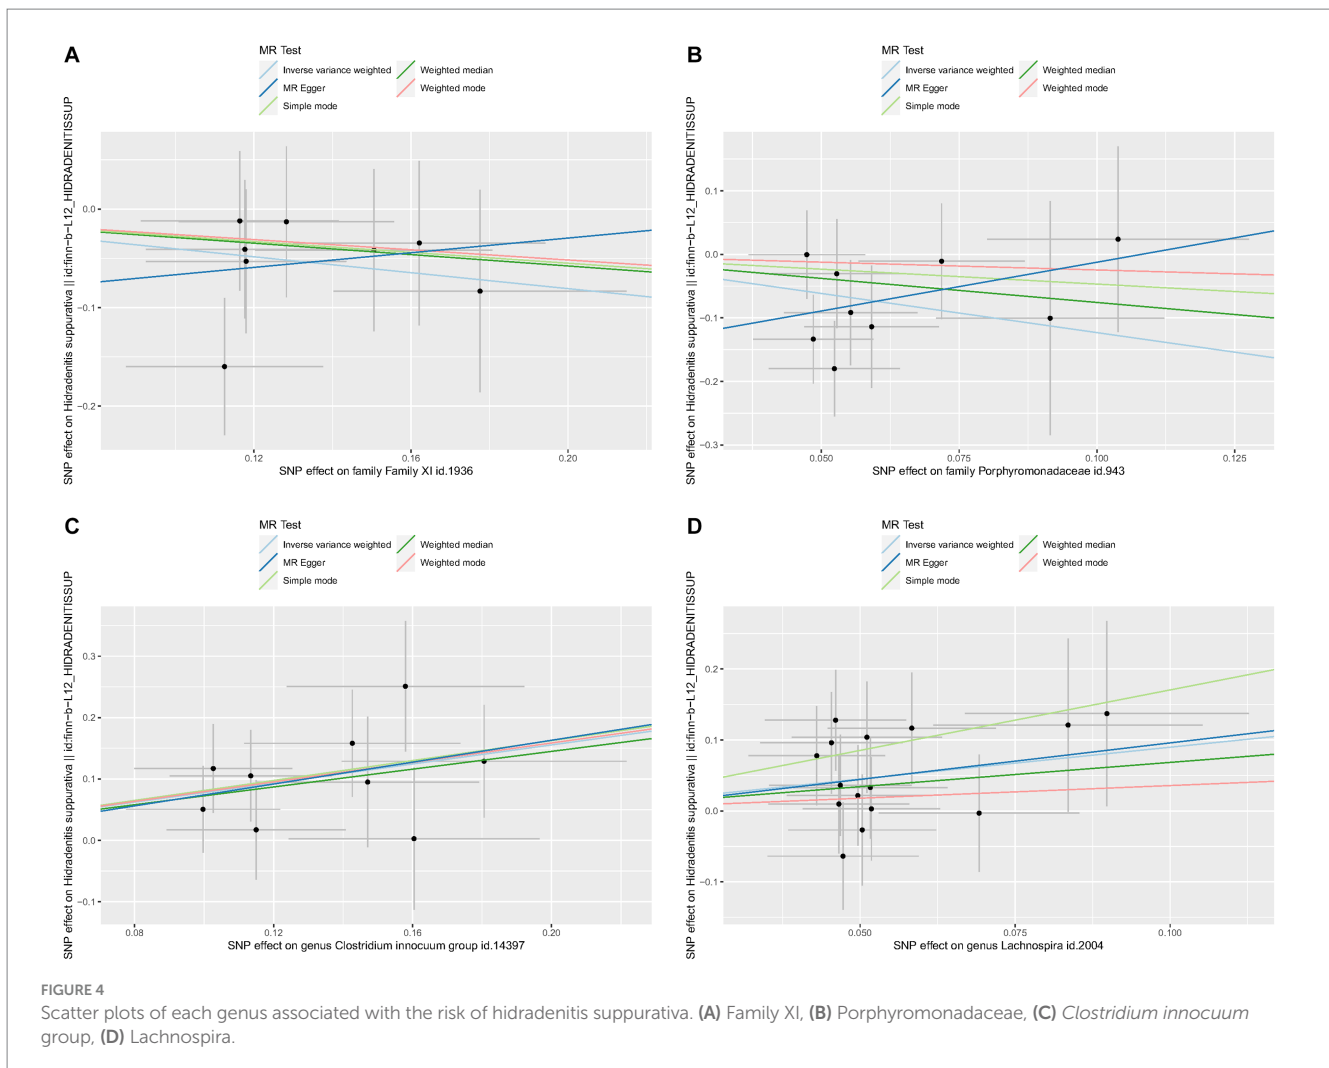 A
MR Test
Inverse variance weighted
Weighted median
MR Egger
Weighted mode
Simple mode
SNP effect on Hidradenitis suppurativa || id:finn−b−L12_HIDRADENITISSUP
0.0
−0.1
−0.2
0.12
0.16
0.20
SNP effect on family Family XI id.1936
B
MR Test
Inverse variance weighted
Weighted median
MR Egger
Weighted mode
Simple mode
SNP effect on Hidradenitis suppurativa || id:finn−b−L12_HIDRADENITISSUP
0.1
0.0
−0.1
−0.2
−0.3
0.050
0.075
0.100
0.125
SNP effect on family Porphyromonadaceae id.943
C
MR Test
Inverse variance weighted
Weighted median
MR Egger
Weighted mode
Simple mode
SNP effect on Hidradenitis suppurativa || id:finn−b−L12_HIDRADENITISSUP
0.3
0.2
0.1
0.0
−0.1
0.08
0.12
0.16
0.20
SNP effect on genus Clostridium innocuum group id.14397
D
MR Test
Inverse variance weighted
Weighted median
MR Egger
Weighted mode
Simple mode
SNP effect on Hidradenitis suppurativa || id:finn−b−L12_HIDRADENITISSUP
0.2
0.1
0.0
−0.1
0.050
0.075
0.100
SNP effect on genus Lachnospira id.2004
FIGURE 4
Scatter plots of each genus associated with the risk of hidradenitis suppurativa. (A) Family XI, (B) Porphyromonadaceae, (C) Clostridium innocuum
group, (D) Lachnospira.